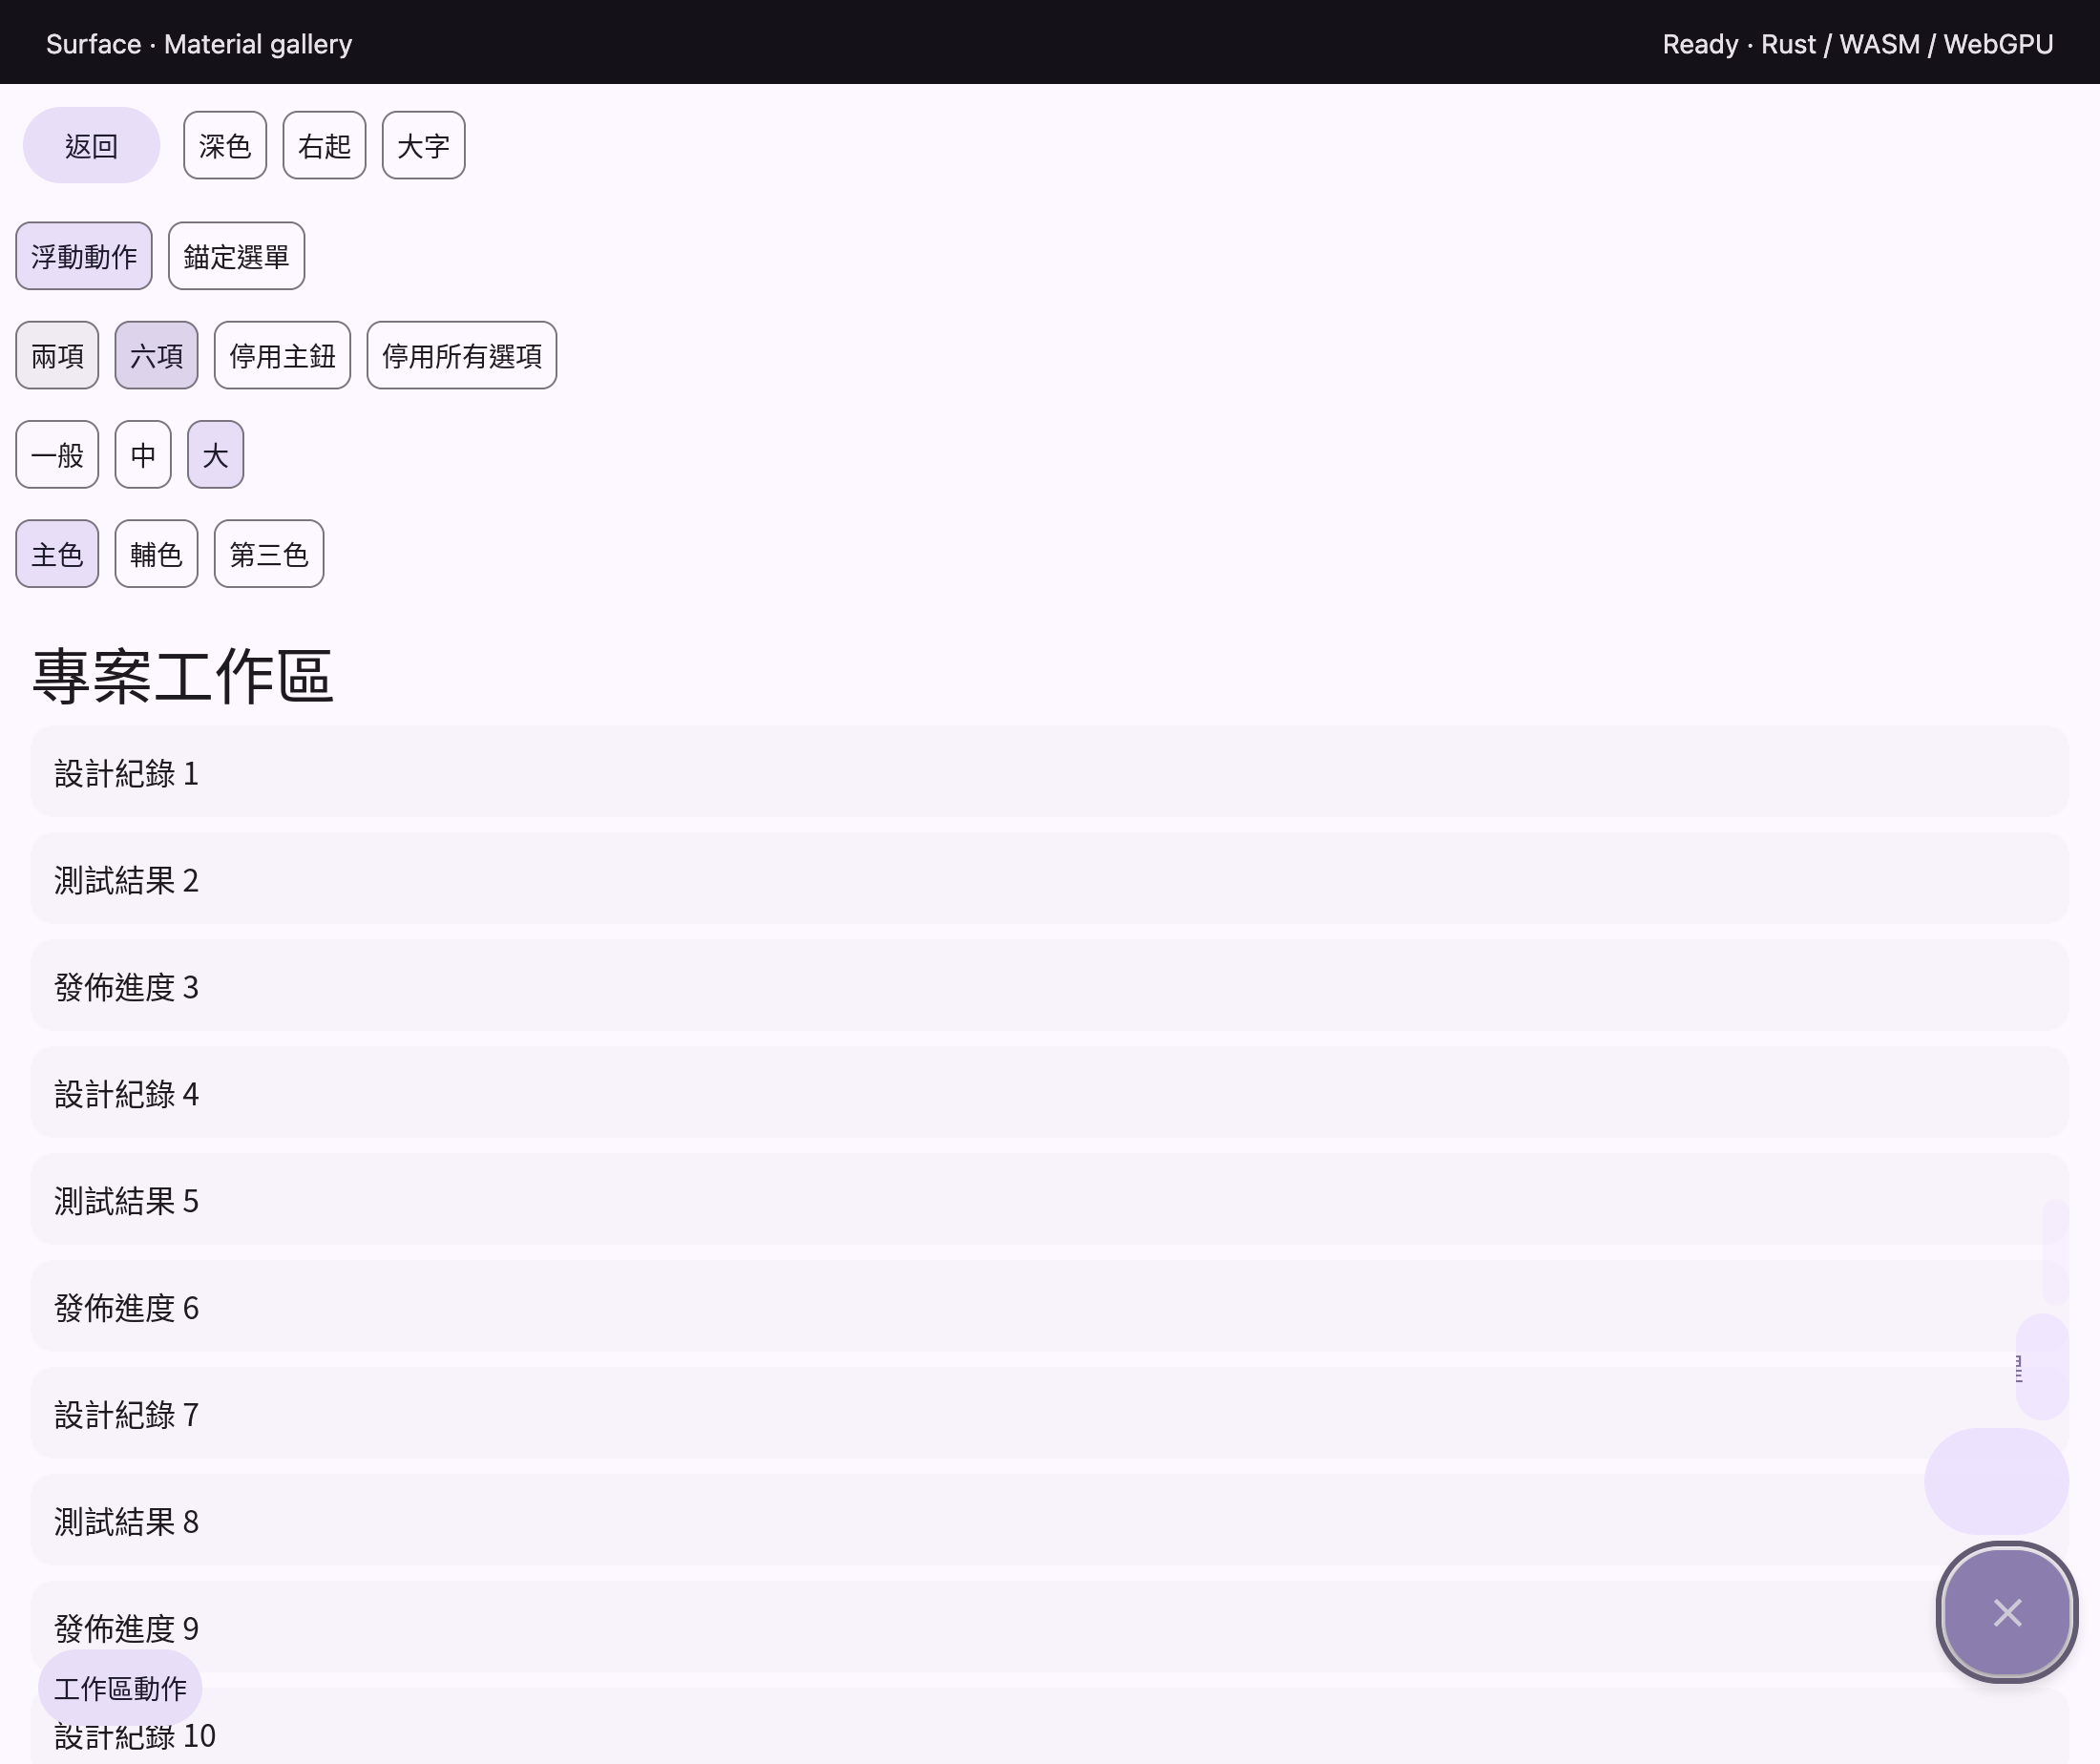 Surface · Material gallery
Ready · Rust / WASM / WebGPU
返回 深色 右起 大字
浮動動作 錨定選單
兩項 六項 停用主鈕 停用所有選項
一般 中 大
主色 輔色 第三色
專案工作區
設計紀錄 1
測試結果 2
發佈進度 3
設計紀錄 4
測試結果 5
發佈進度 6
設計紀錄 7
測試結果 8
發佈進度 9
工作區動作
設計紀錄 10